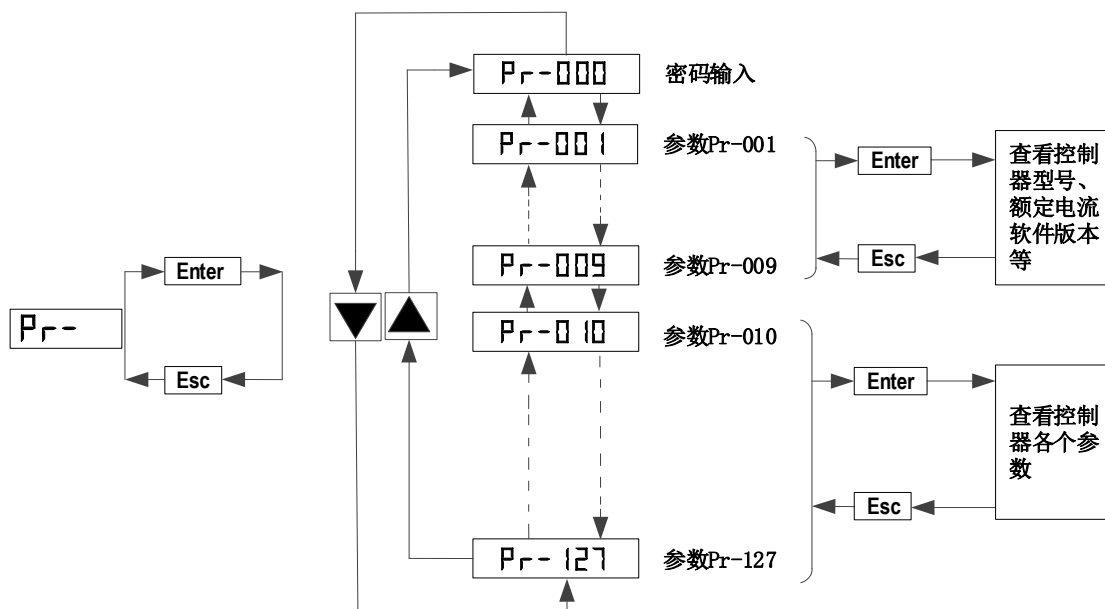 Pr-000
密码输入
Pr-001
参数Pr-001
Enter
查看控制
器型号、
额定电流
软件版本
等
Esc
Pr-009
参数Pr-009
Enter
Pr-
Esc
Pr-010
参数Pr-010
Enter
查看控制
器各个参
数
Esc
Pr-127
参数Pr-127